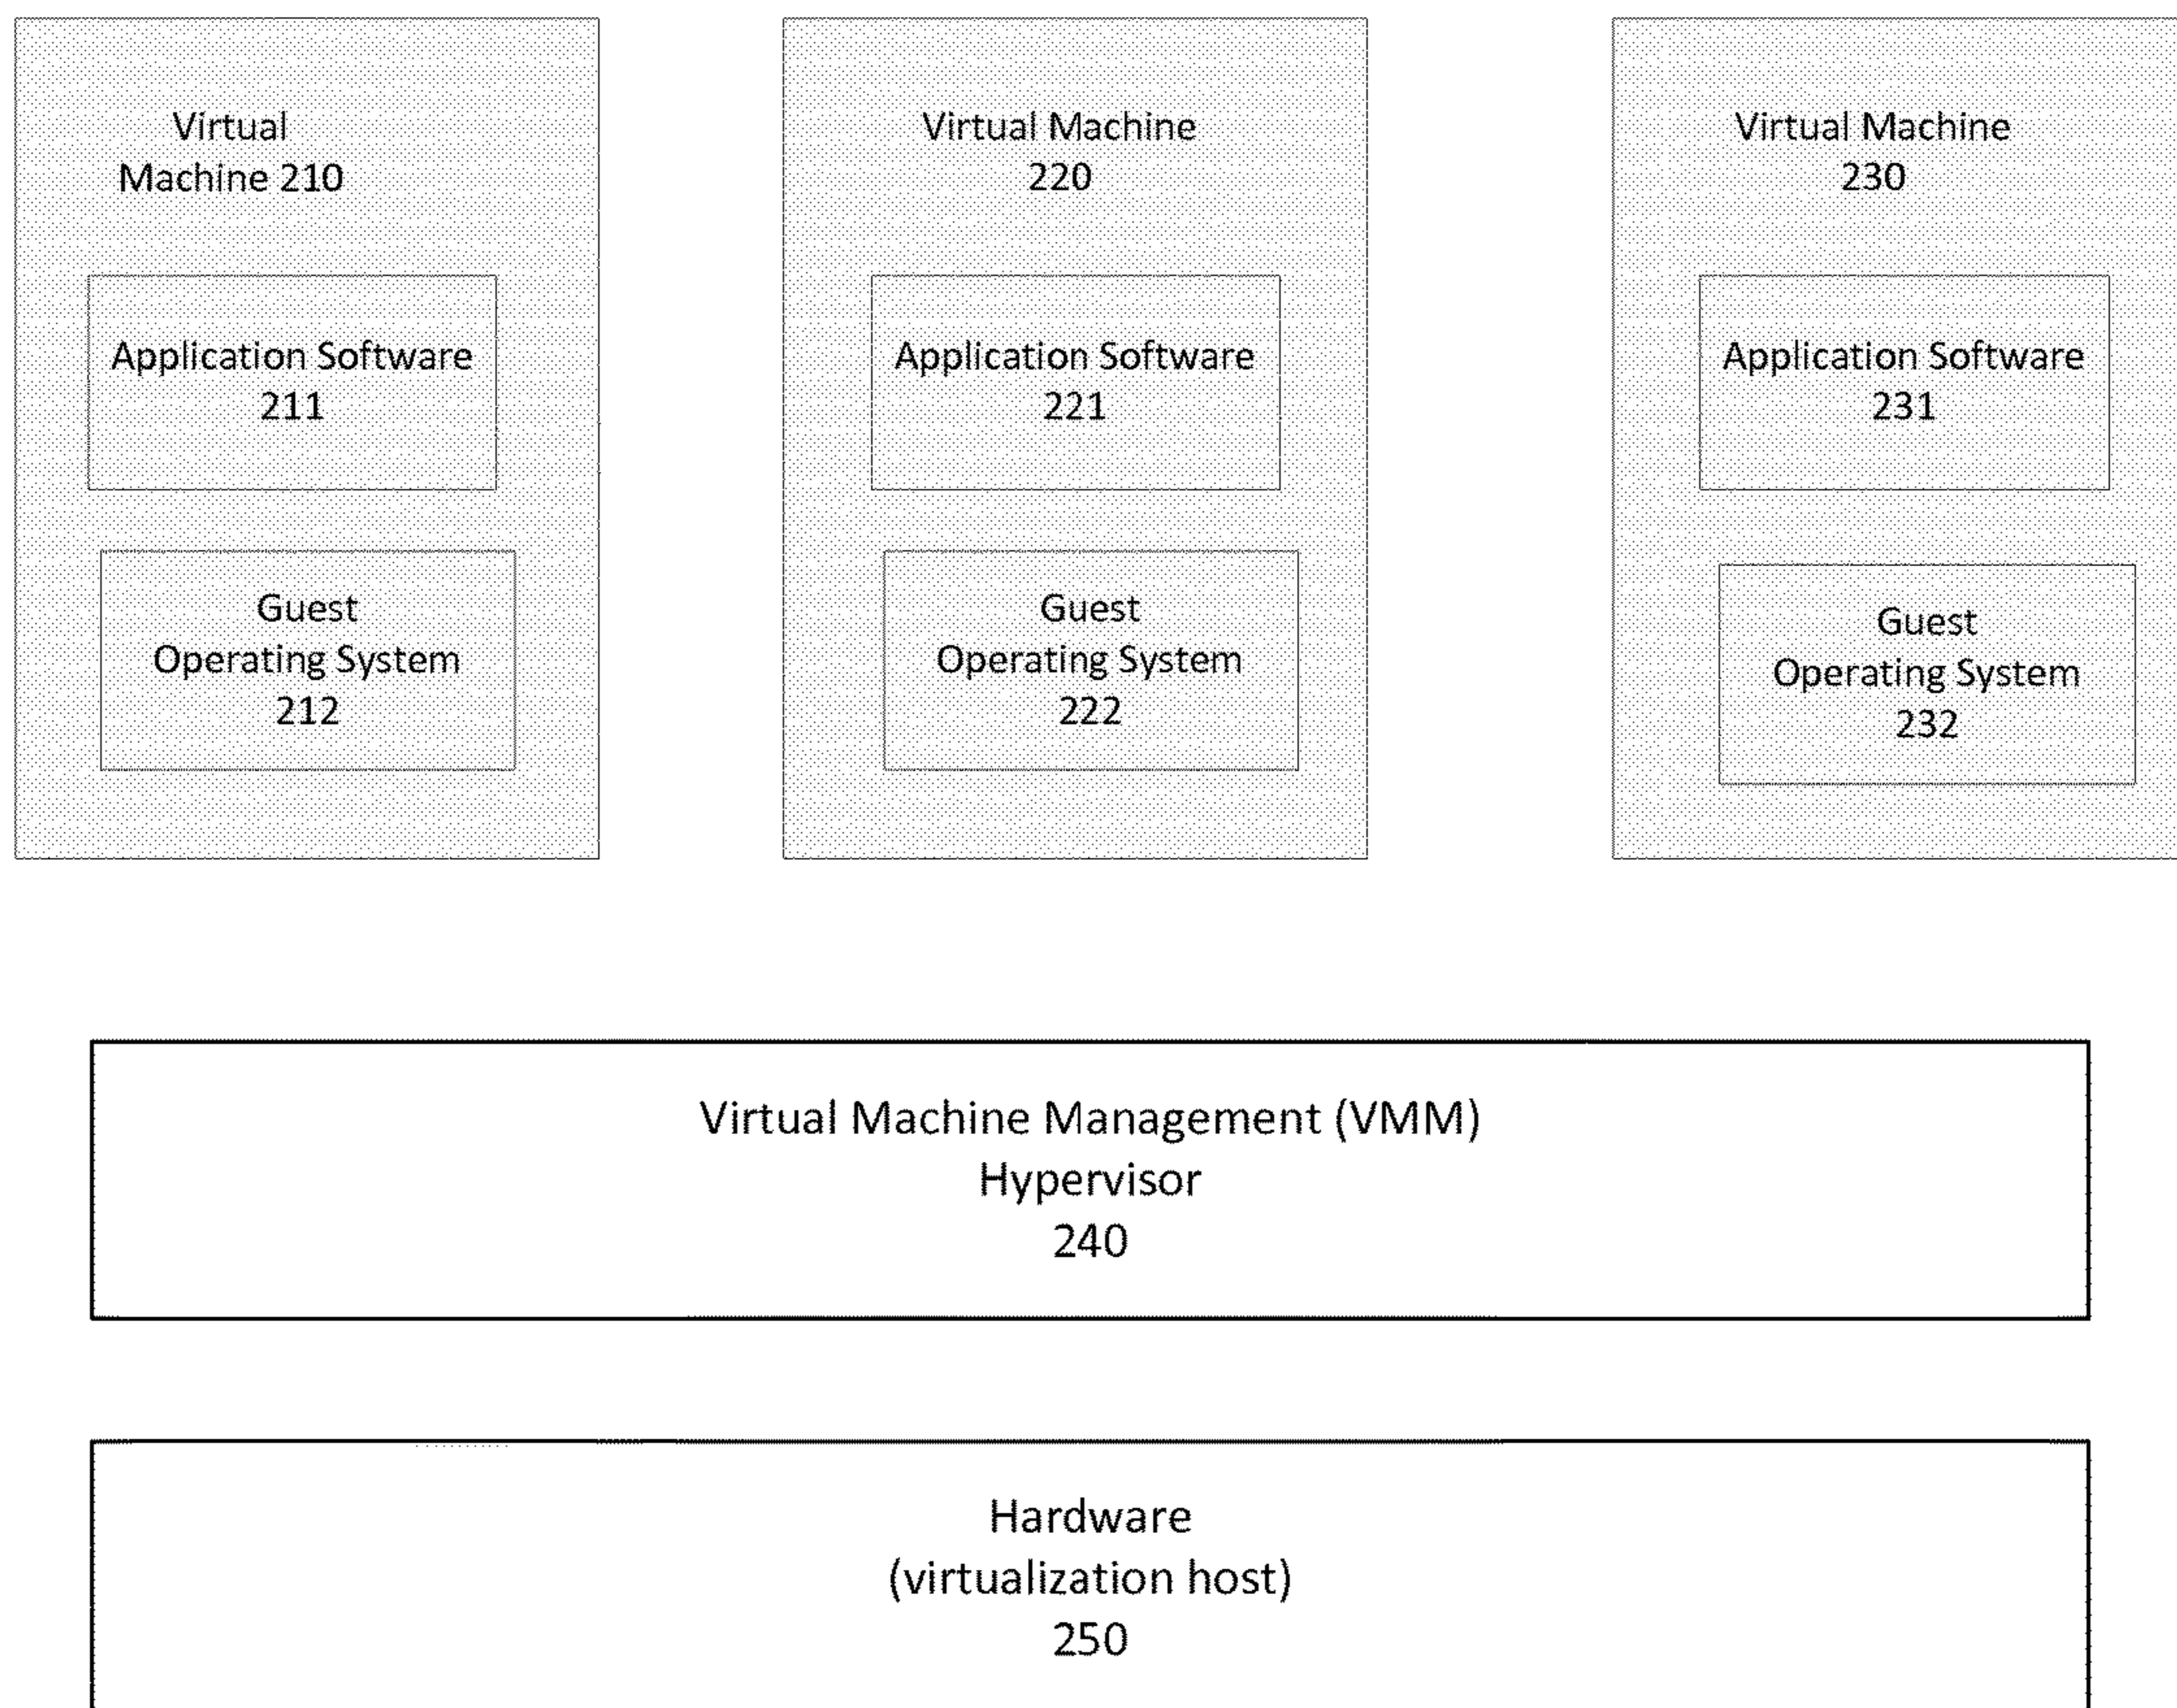 Virtual
Machine 210
Application Software
211
Guest
Operating System
212
Virtual Machine
220
Application Software
221
Guest
Operating System
222
Virtual Machine
230
Application Software
231
Guest
Operating System
232
Virtual Machine Management (VMM)
Hypervisor
240
Hardware
(virtualization host)
250